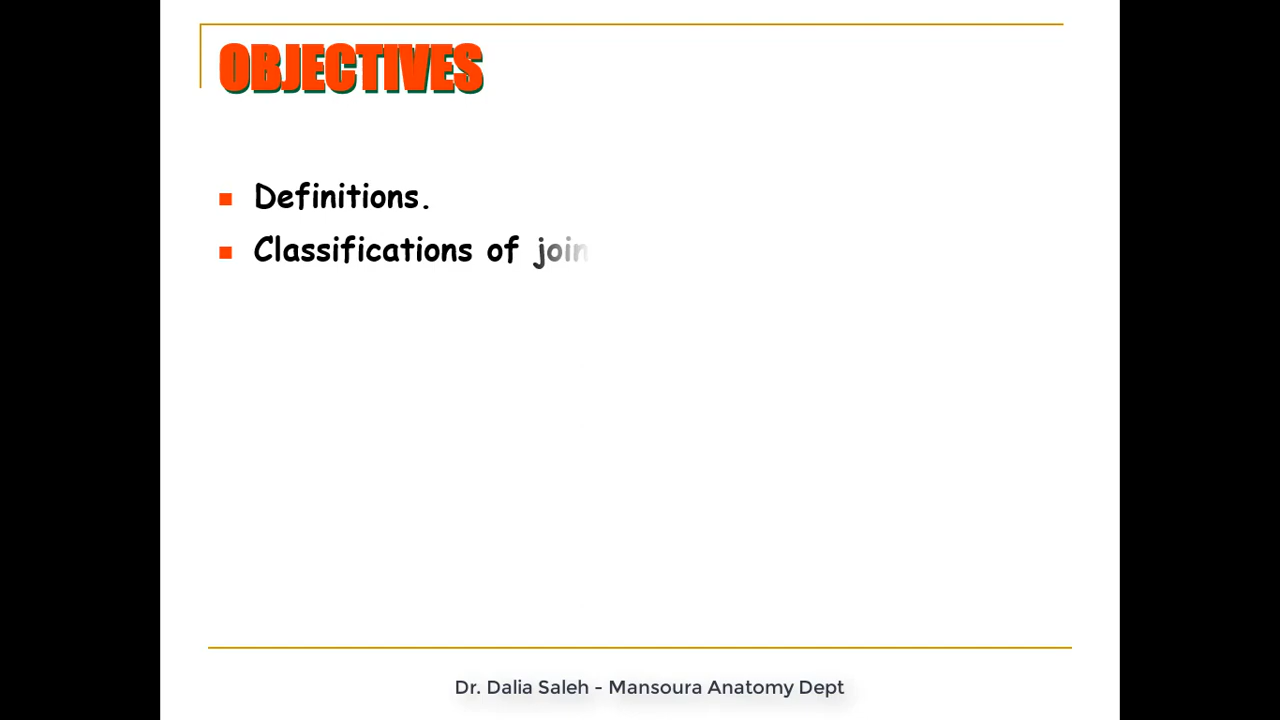 OBJECTIVES
Definitions.
Classifications of join
Dr. Dalia Saleh - Mansoura Anatomy Dept